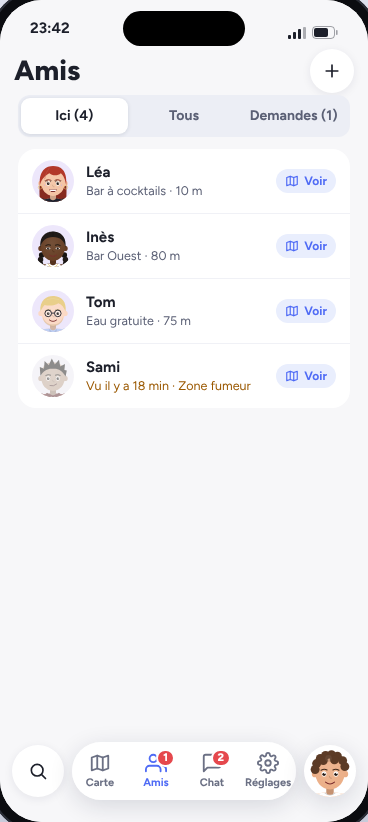 23:42
Amis
Ici (4)
Tous
Demandes (1)
Léa
Bar à cocktails · 10 m
Voir
Inès
Bar Ouest · 80 m
Voir
Tom
Eau gratuite · 75 m
Voir
Sami
Vu il y a 18 min · Zone fumeur
Voir
1
2
Carte
Amis
Chat
Réglages